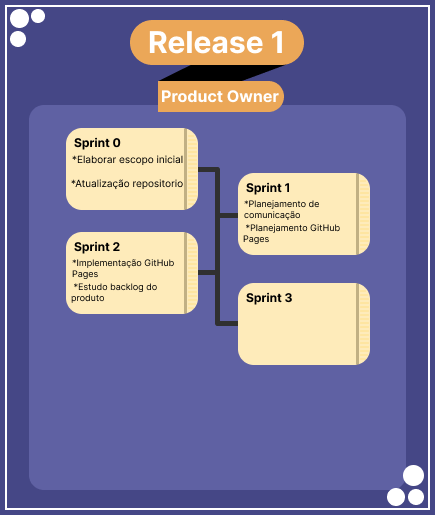 Release 1
Product Owner
Sprint 0
*Elaborar escopo inicial
*Atualização repositorio
Sprint 1
*Planejamento de
comunicação
*Planejamento GitHub
Pages
Sprint 2
*Implementação GitHub
Pages
*Estudo backlog do
produto
Sprint 3